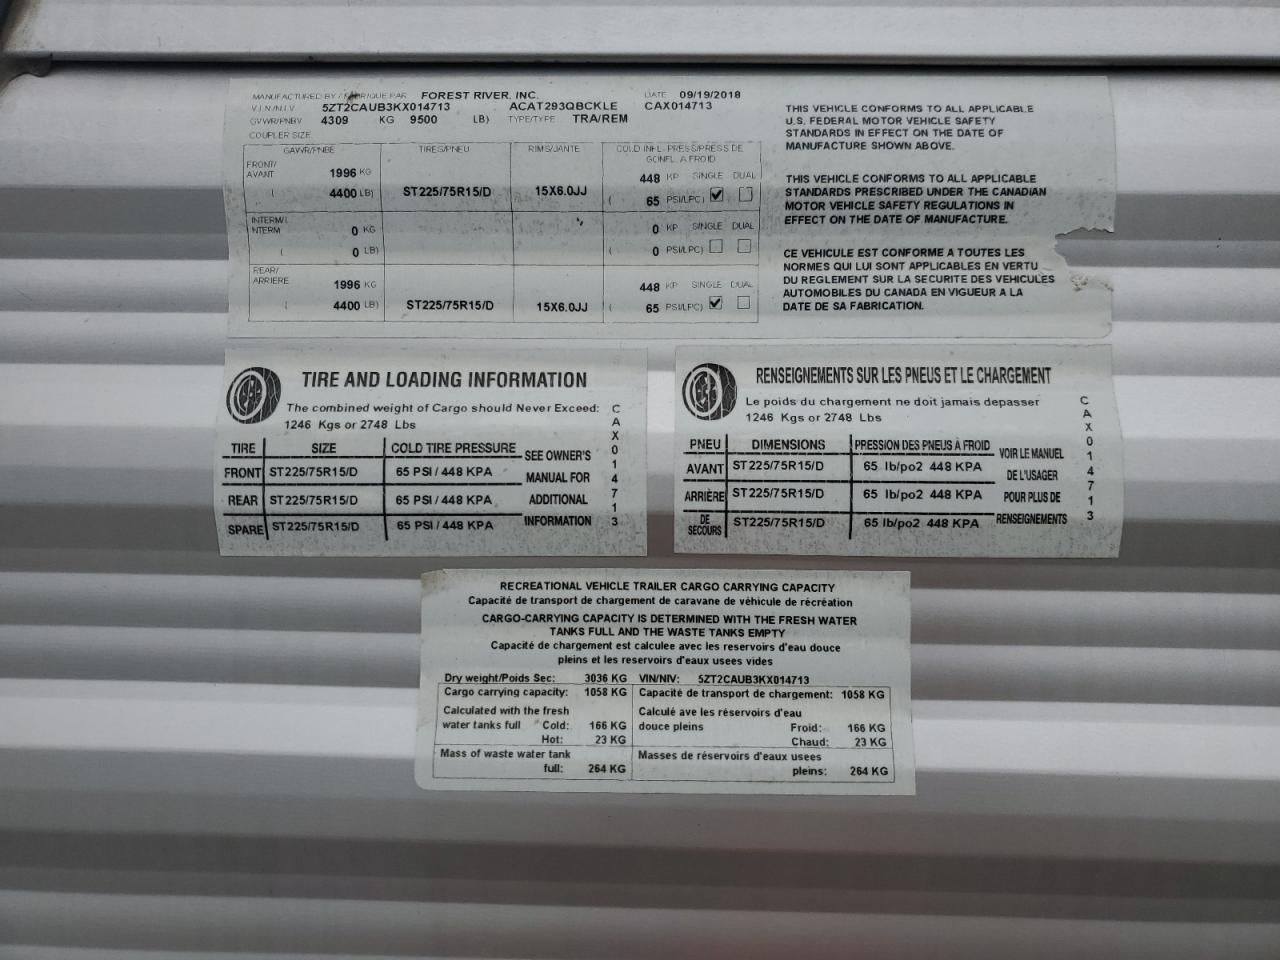 MANUFACTURED BY / FABRIQUE PAR FOREST RIVER, INC. DATE 09/19/2018
V.I.N/N.I.V 5ZT2CAUB3KX014713 ACAT293QBCKLE CAX014713
GVWR/PNBV 4309 KG 9500 LB) TYPE/TYPE TRA/REM
COUPLER SIZE
GAWR/PNBE TIRES/PNEU RIMS/JANTE COLD INFL. PRESS/PRESS DE
GONFL. A FROID
FRONT/
AVANT 1996 KG 448 KP SINGLE DUAL
( 4400 LB) ST225/75R15/D 15X6.0JJ ( 65 PSI/LPC) ✓
INTERM/
INTERM 0 KG 0 KP SINGLE DUAL
( 0 LB) ( 0 PSI/LPC)
REAR/
ARRIERE 1996 KG 448 KP SINGLE DUAL
( 4400 LB) ST225/75R15/D 15X6.0JJ ( 65 PSI/LPC) ✓
THIS VEHICLE CONFORMS TO ALL APPLICABLE
U.S. FEDERAL MOTOR VEHICLE SAFETY
STANDARDS IN EFFECT ON THE DATE OF
MANUFACTURE SHOWN ABOVE.
THIS VEHICLE CONFORMS TO ALL APPLICABLE
STANDARDS PRESCRIBED UNDER THE CANADIAN
MOTOR VEHICLE SAFETY REGULATIONS IN
EFFECT ON THE DATE OF MANUFACTURE.
CE VEHICULE EST CONFORME A TOUTES LES
NORMES QUI LUI SONT APPLICABLES EN VERTU
DU REGLEMENT SUR LA SECURITE DES VEHICULES
AUTOMOBILES DU CANADA EN VIGUEUR A LA
DATE DE SA FABRICATION.
TIRE AND LOADING INFORMATION
The combined weight of Cargo should Never Exceed:
1246 Kgs or 2748 Lbs
TIRE SIZE COLD TIRE PRESSURE
FRONT ST225/75R15/D 65 PSI / 448 KPA
REAR ST225/75R15/D 65 PSI / 448 KPA
SPARE ST225/75R15/D 65 PSI / 448 KPA
SEE OWNER'S
MANUAL FOR
ADDITIONAL
INFORMATION
CAX014713
RENSEIGNEMENTS SUR LES PNEUS ET LE CHARGEMENT
Le poids du chargement ne doit jamais depasser
1246 Kgs or 2748 Lbs
PNEU DIMENSIONS PRESSION DES PNEUS À FROID
AVANT ST225/75R15/D 65 lb/po2 448 KPA
ARRIÈRE ST225/75R15/D 65 lb/po2 448 KPA
DE
SECOURS ST225/75R15/D 65 lb/po2 448 KPA
VOIR LE MANUEL
DE L'USAGER
POUR PLUS DE
RENSEIGNEMENTS
CAX014713
RECREATIONAL VEHICLE TRAILER CARGO CARRYING CAPACITY
Capacité de transport de chargement de caravane de véhicule de récréation
CARGO-CARRYING CAPACITY IS DETERMINED WITH THE FRESH WATER
TANKS FULL AND THE WASTE TANKS EMPTY
Capacité de chargement est calculee avec les reservoirs d'eau douce
pleins et les reservoirs d'eaux usees vides
Dry weight/Poids Sec: 3036 KG VIN/NIV: 5ZT2CAUB3KX014713
Cargo carrying capacity: 1058 KG Capacité de transport de chargement: 1058 KG
Calculated with the fresh Calculé ave les réservoirs d'eau
water tanks full Cold: 166 KG douce pleins Froid: 166 KG
Hot: 23 KG Chaud: 23 KG
Mass of waste water tank Masses de réservoirs d'eaux usees
full: 264 KG pleins: 264 KG